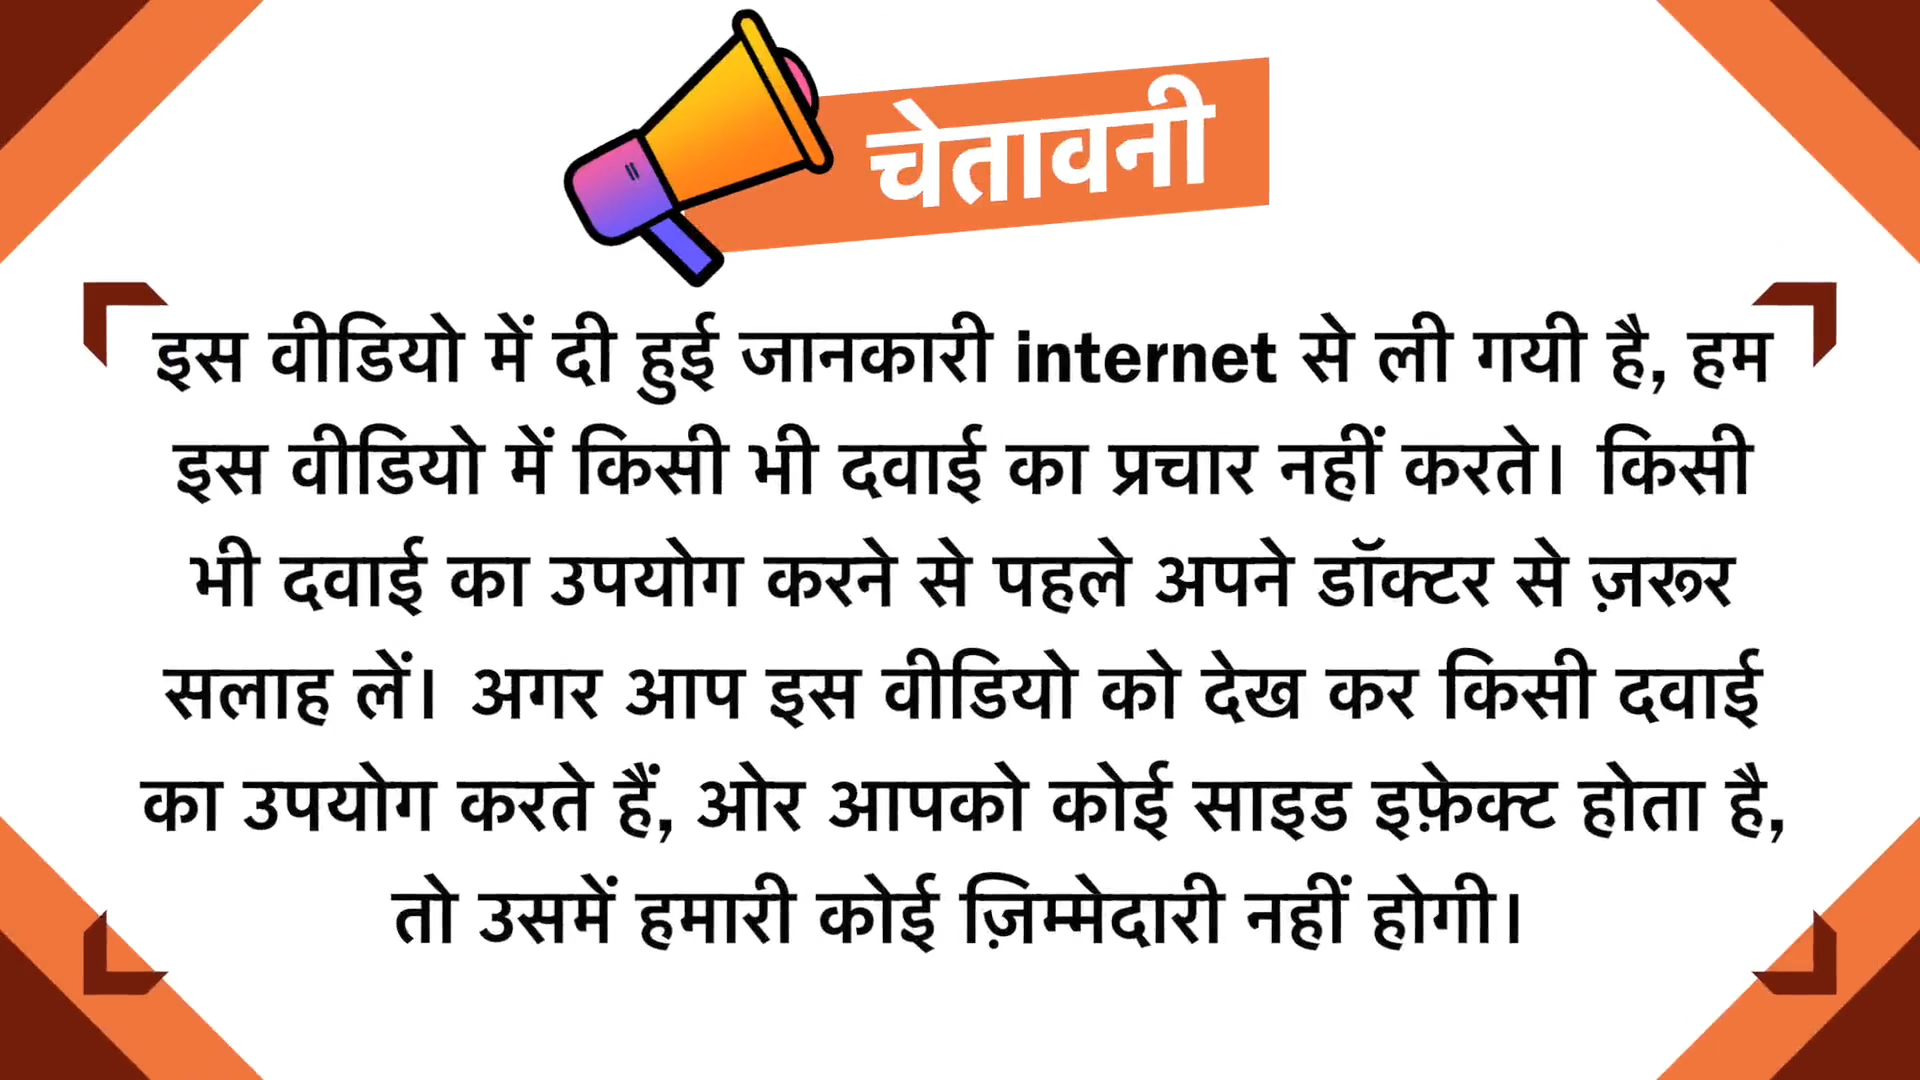 चेतावनी
इस वीडियो में दी हुई जानकारी internet से ली गयी है, हम
इस वीडियो में किसी भी दवाई का प्रचार नहीं करते। किसी
भी दवाई का उपयोग करने से पहले अपने डॉक्टर से ज़रूर
सलाह लें। अगर आप इस वीडियो को देख कर किसी दवाई
का उपयोग करते हैं, ओर आपको कोई साइड इफ़ेक्ट होता है,
तो उसमें हमारी कोई ज़िम्मेदारी नहीं होगी।